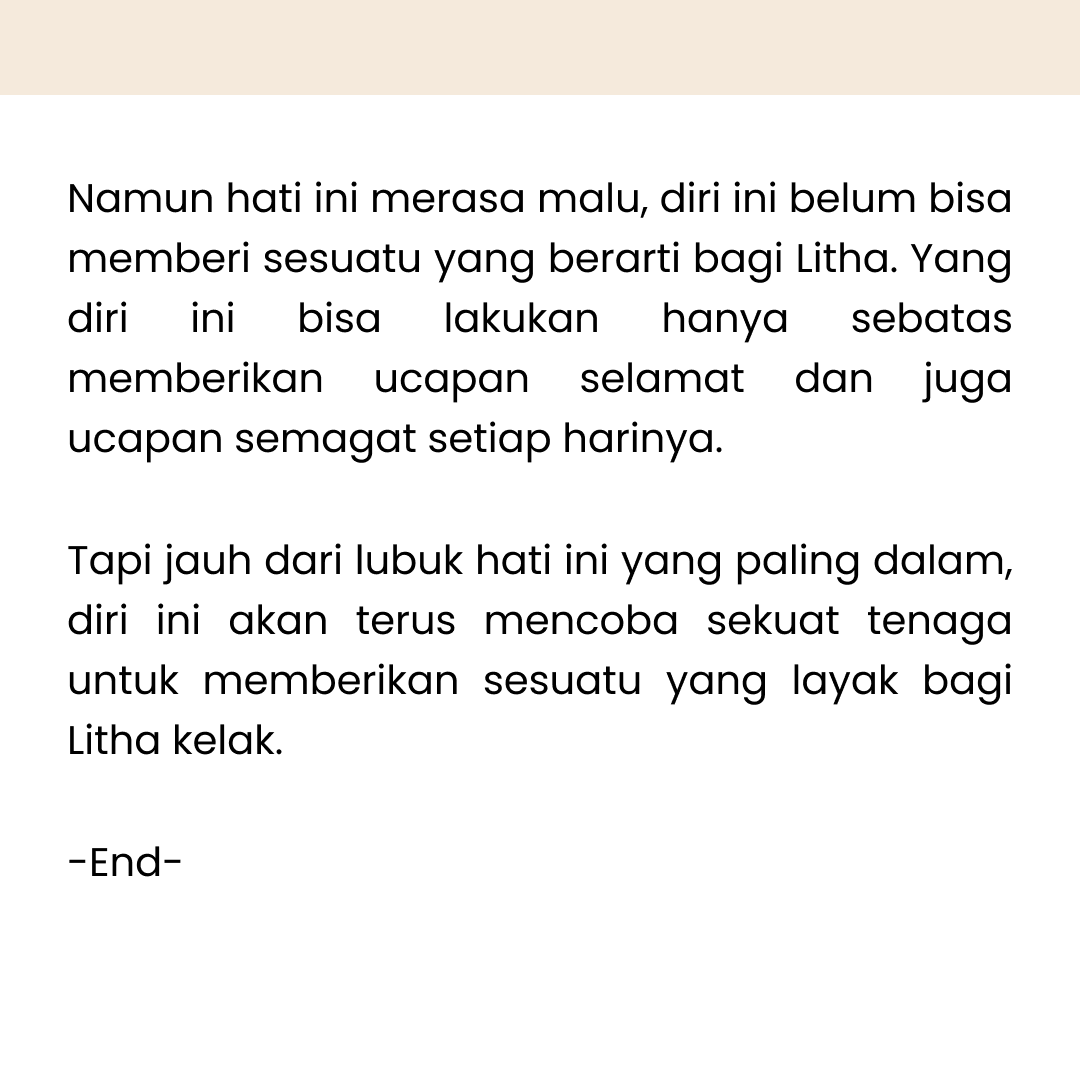 Namun hati ini merasa malu, diri ini belum bisa
memberi sesuatu yang berarti bagi Litha. Yang
diri ini bisa lakukan hanya sebatas
memberikan ucapan selamat dan juga
ucapan semagat setiap harinya.
Tapi jauh dari lubuk hati ini yang paling dalam,
diri ini akan terus mencoba sekuat tenaga
untuk memberikan sesuatu yang layak bagi
Litha kelak.
-End-